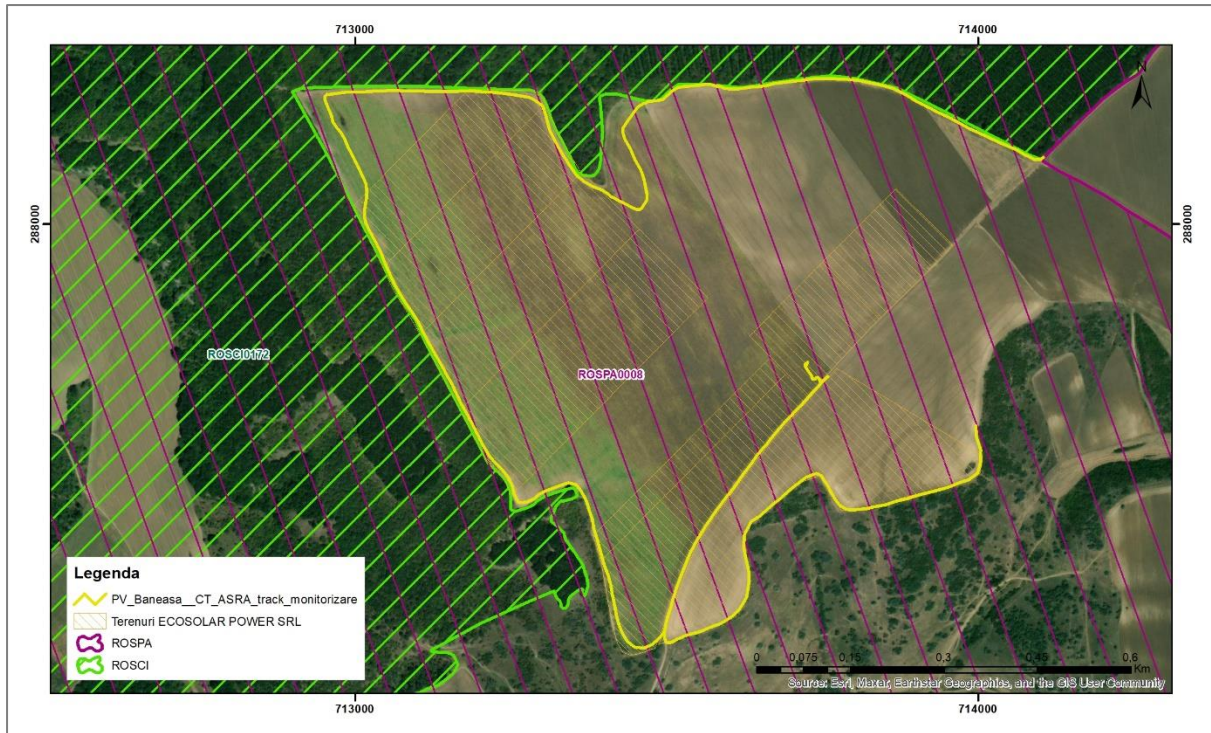 713000 714000
N
288000 288000
ROSCI0172
ROSPA0008
Legenda
PV_Baneasa__CT_ASRA_track_monitorizare
Terenuri ECOSOLAR POWER SRL
ROSPA
ROSCI
0 0,075 0,15 0,3 0,45 0,6
Km
Source: Esri, Maxar, Earthstar Geographics, and the GIS User Community
713000 714000